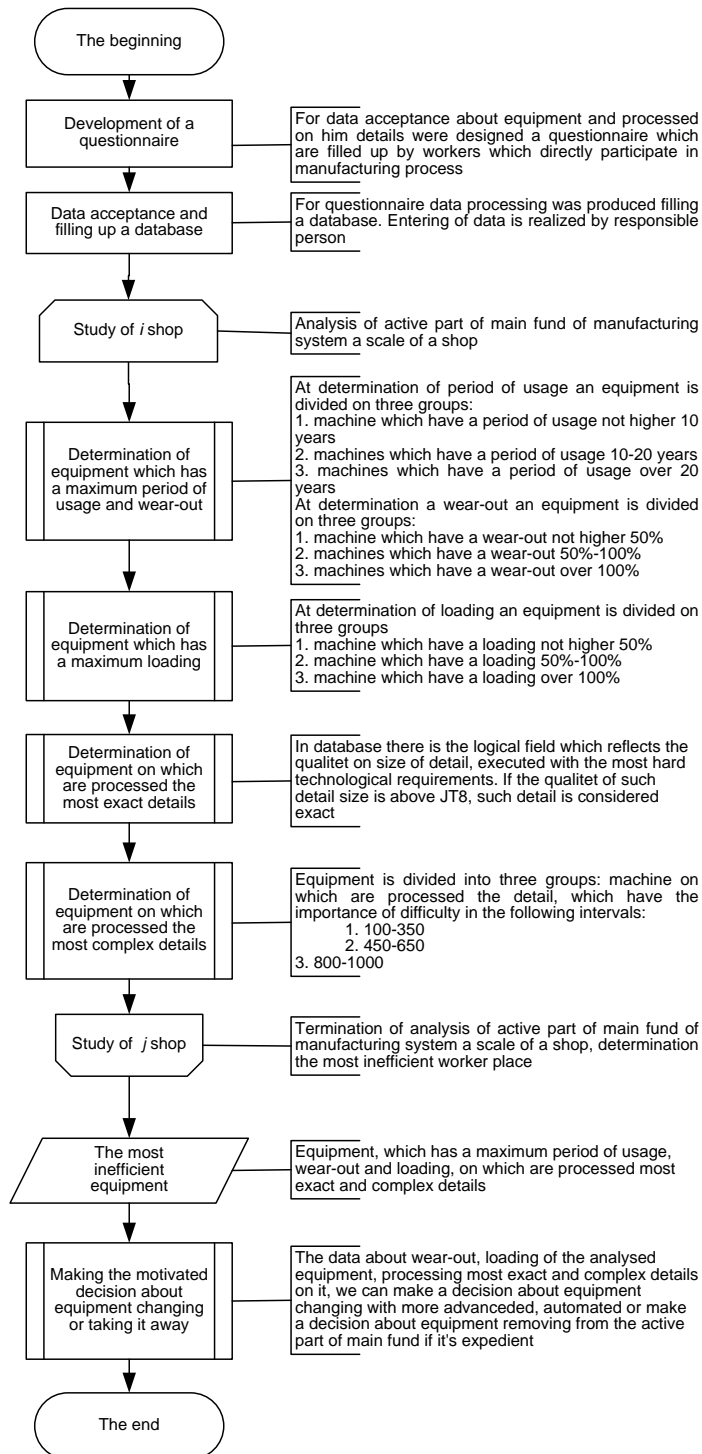 The beginning
Development of a
questionnaire
For data acceptance about equipment and processed
on him details were designed a questionnaire which
are filled up by workers which directly participate in
manufacturing process
Data acceptance and
filling up a database
For questionnaire data processing was produced filling
a database. Entering of data is realized by responsible
person
Study of i shop
Analysis of active part of main fund of manufacturing
system a scale of a shop
Determination of
equipment which has
a maximum period of
usage and wear-out
At determination of period of usage an equipment is
divided on three groups:
1. machine which have a period of usage not higher 10
years
2. machines which have a period of usage 10-20 years
3. machines which have a period of usage over 20
years
At determination a wear-out an equipment is divided
on three groups:
1. machine which have a wear-out not higher 50%
2. machines which have a wear-out 50%-100%
3. machines which have a wear-out over 100%
Determination of
equipment which has
a maximum loading
At determination of loading an equipment is divided on
three groups
1. machine which have a loading not higher 50%
2. machine which have a loading 50%-100%
3. machine which have a loading over 100%
Determination of
equipment on which
are processed the
most exact details
In database there is the logical field which reflects the
qualitet on size of detail, executed with the most hard
technological requirements. If the qualitet of such
detail size is above JT8, such detail is considered
exact
Determination of
equipment on which
are processed the
most complex details
Equipment is divided into three groups: machine on
which are processed the detail, which have the
importance of difficulty in the following intervals:
1. 100-350
2. 450-650
3. 800-1000
Study of j shop
Termination of analysis of active part of main fund of
manufacturing system a scale of a shop, determination
the most inefficient worker place
The most
inefficient
equipment
Equipment, which has a maximum period of usage,
wear-out and loading, on which are processed most
exact and complex details
Making the motivated
decision about
equipment changing
or taking it away
The data about wear-out, loading of the analysed
equipment, processing most exact and complex details
on it, we can make a decision about equipment
changing with more advanceded, automated or make
a decision about equipment removing from the active
part of main fund if it's expedient
The end